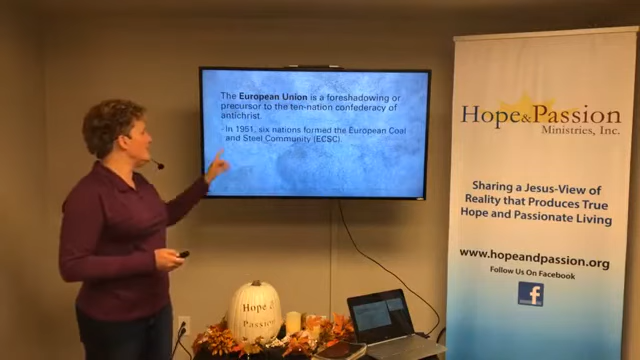 The European Union is a foreshadowing or
precursor to the ten-nation confederacy of
antichrist.
- In 1951, six nations formed the European Coal
and Steel Community (ECSC).
Hope & Passion
Ministries, Inc.
Sharing a Jesus-View of
Reality that Produces True
Hope and Passionate Living
www.hopeandpassion.org
Follow Us On Facebook
f
Hope &
Passion